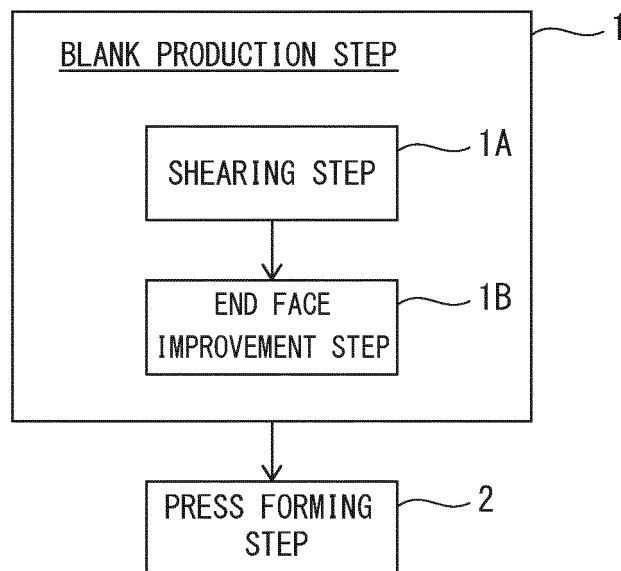 1
BLANK PRODUCTION STEP
1A
SHEARING STEP
1B
END FACE
IMPROVEMENT STEP
2
PRESS FORMING
STEP